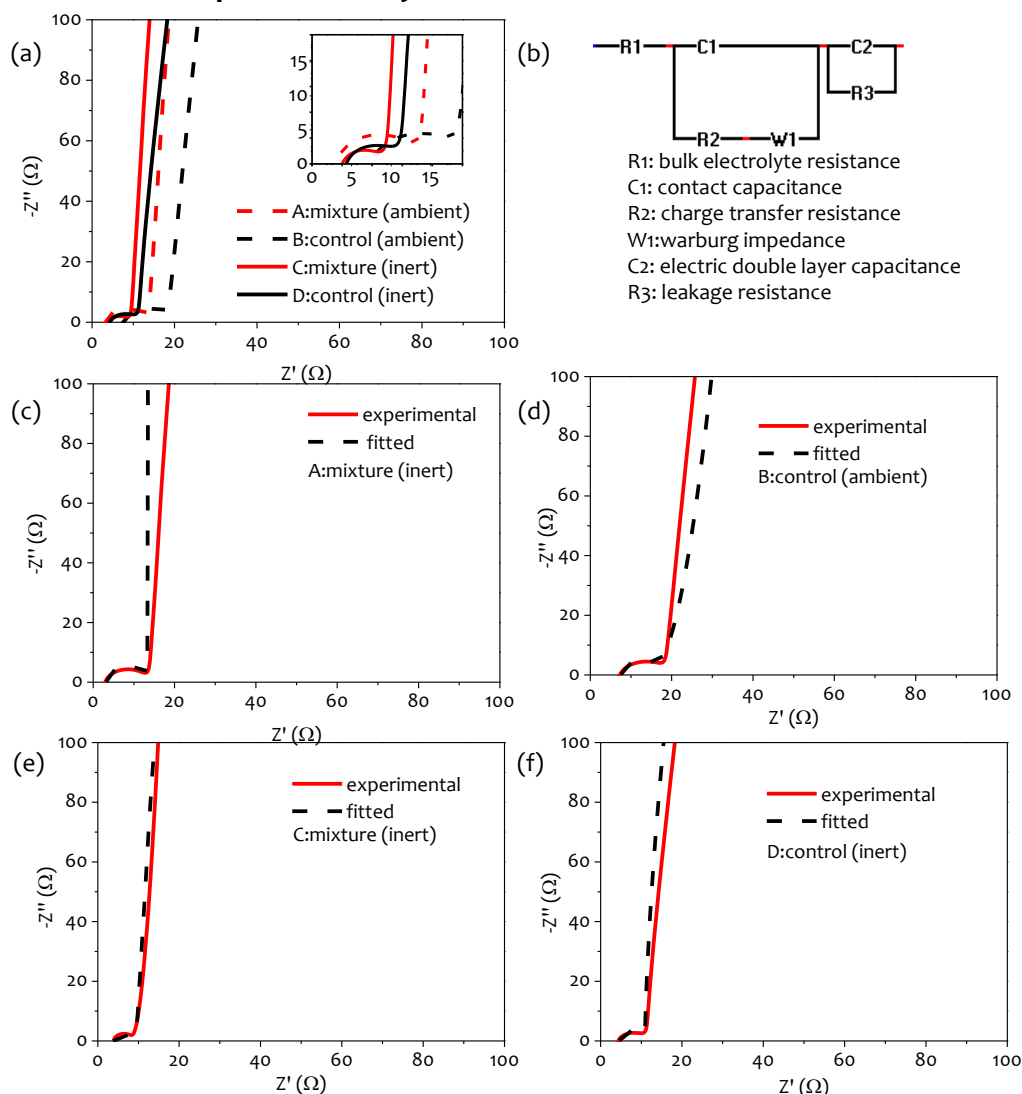 (a)
-Z'' (Ω)
100
80
60
40
20
0
0 20 40 60 80 100
Z' (Ω)
15
10
5
0
0 5 10 15
A:mixture (ambient)
B:control (ambient)
C:mixture (inert)
D:control (inert)
(b)
R1 C1 C2
R3
R2 W1
R1: bulk electrolyte resistance
C1: contact capacitance
R2: charge transfer resistance
W1:warburg impedance
C2: electric double layer capacitance
R3: leakage resistance
(c)
-Z'' (Ω)
100
80
60
40
20
0
0 20 40 60 80 100
Z' (Ω)
experimental
fitted
A:mixture (inert)
(d)
-Z'' (Ω)
100
80
60
40
20
0
0 20 40 60 80 100
Z' (Ω)
experimental
fitted
B:control (ambient)
(e)
-Z'' (Ω)
100
80
60
40
20
0
0 20 40 60 80 100
Z' (Ω)
experimental
fitted
C:mixture (inert)
(f)
-Z'' (Ω)
100
80
60
40
20
0
0 20 40 60 80 100
Z' (Ω)
experimental
fitted
D:control (inert)